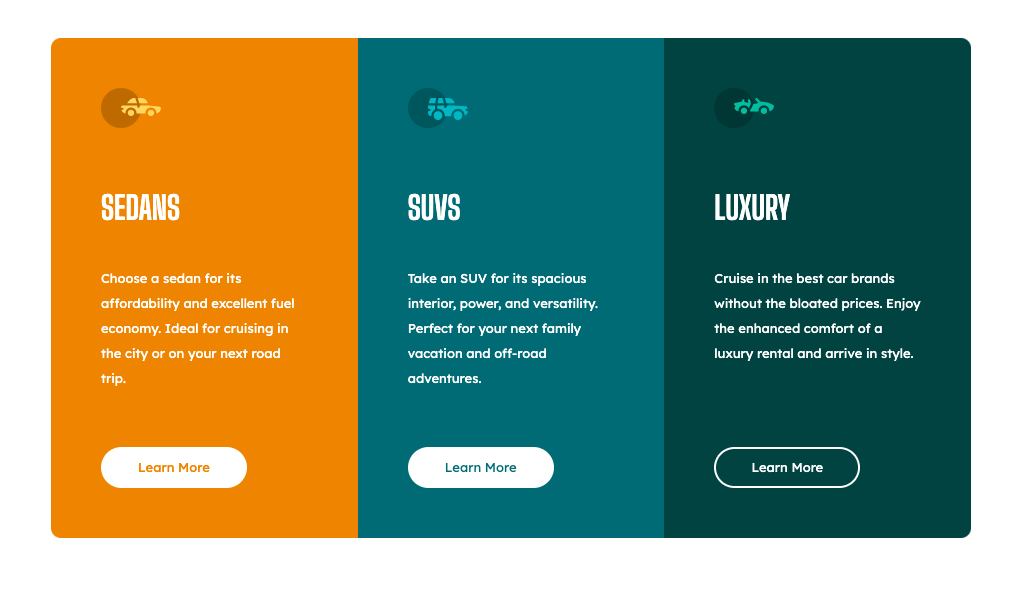 SEDANS
Choose a sedan for its
affordability and excellent fuel
economy. Ideal for cruising in
the city or on your next road
trip.
Learn More
SUVS
Take an SUV for its spacious
interior, power, and versatility.
Perfect for your next family
vacation and off-road
adventures.
Learn More
LUXURY
Cruise in the best car brands
without the bloated prices. Enjoy
the enhanced comfort of a
luxury rental and arrive in style.
Learn More